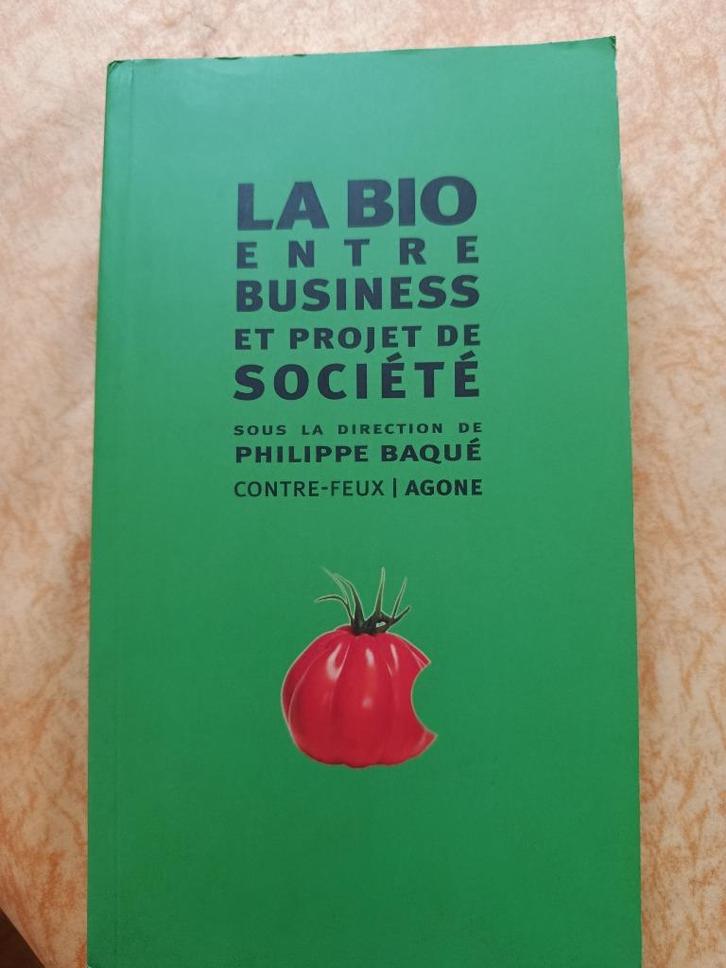 LA BIO
ENTRE
BUSINESS
ET PROJET DE
SOCIÉTÉ
SOUS LA DIRECTION DE
PHILIPPE BAQUÉ
CONTRE-FEUX | AGONE